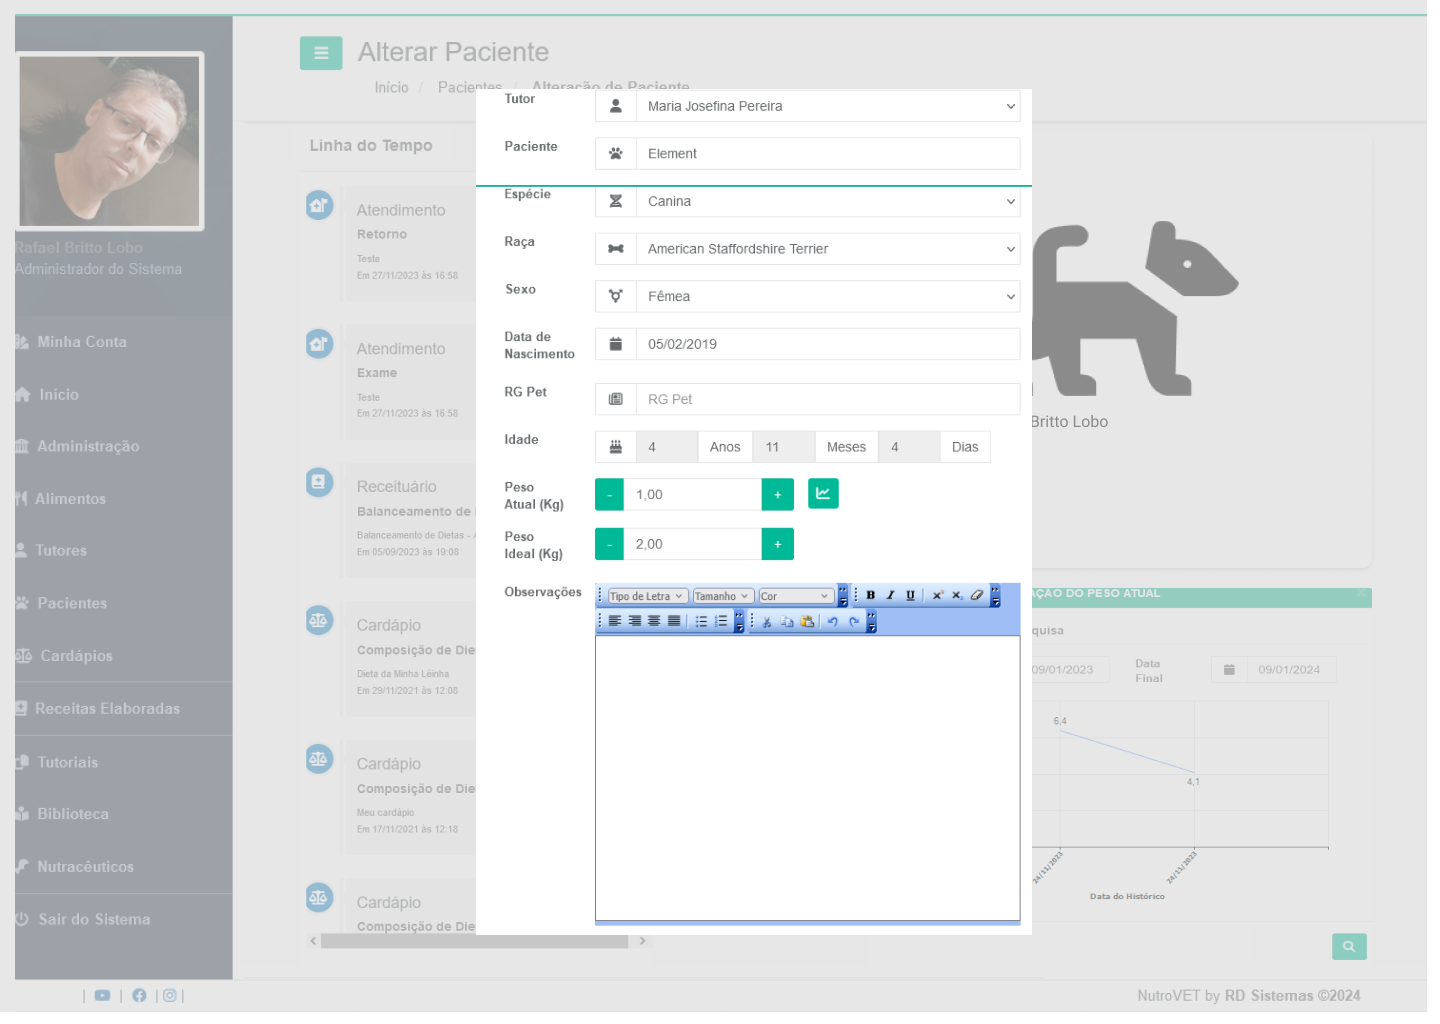 Alterar Paciente
Início / Pacientes / Alteração de Paciente
Rafael Britto Lobo
Administrador do Sistema
Minha Conta
Início
Administração
Alimentos
Tutores
Pacientes
Cardápios
Receitas Elaboradas
Tutoriais
Biblioteca
Nutracêuticos
Sair do Sistema
Linha do Tempo
Atendimento
Retorno
Teste
Em 27/11/2023 às 16:58
Atendimento
Exame
Teste
Em 27/11/2023 às 16:58
Receituário
Balanceamento de
Balanceamento de Dietas -
Em 05/09/2023 às 19:08
Cardápio
Composição de Die
Dieta da Minha Lêinha
Em 29/11/2021 às 12:08
Cardápio
Composição de Die
Meu cardápio
Em 17/11/2021 às 12:18
Cardápio
Composição de Die
Tutor Maria Josefina Pereira
Paciente Element
Espécie Canina
Raça American Staffordshire Terrier
Sexo Fêmea
Data de
Nascimento 05/02/2019
RG Pet RG Pet
Idade 4 Anos 11 Meses 4 Dias
Peso
Atual (Kg) - 1,00 +
Peso
Ideal (Kg) - 2,00 +
Observações Tipo de Letra Tamanho Cor B I U x² x₂
Britto Lobo
AÇÃO DO PESO ATUAL ×
quisa
09/01/2023 Data
Final 09/01/2024
6,4
4,1
24/11/2023 24/11/2023
Data do Histórico
| | | |
NutroVET by RD Sistemas ©2024